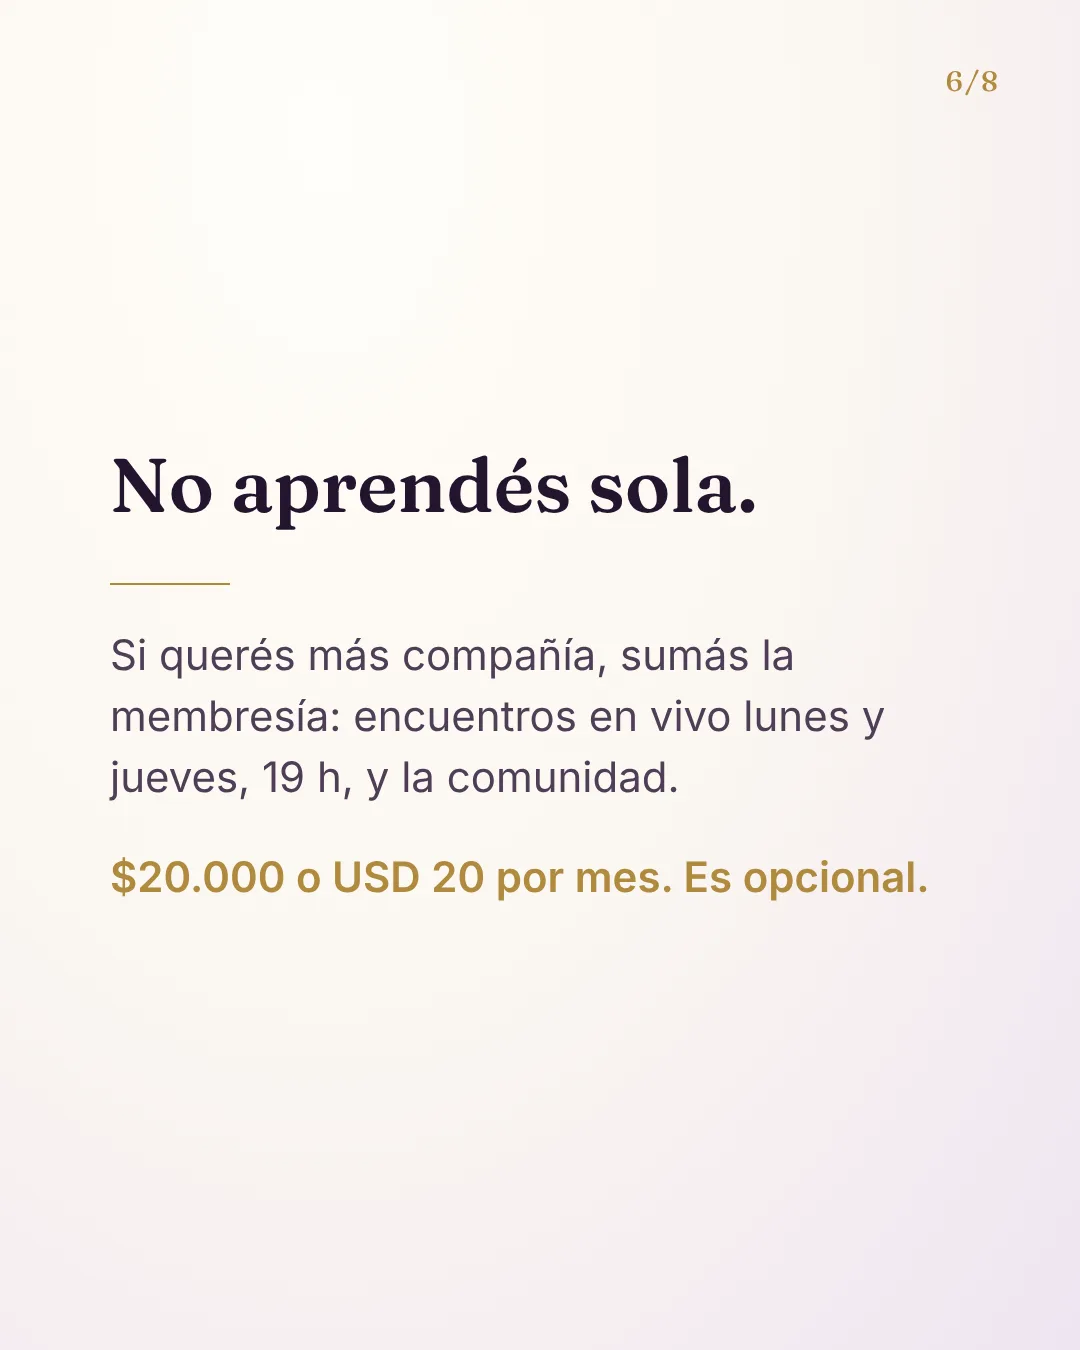 6/8
No aprendés sola.
Si querés más compañía, sumás la
membresía: encuentros en vivo lunes y
jueves, 19 h, y la comunidad.
$20.000 o USD 20 por mes. Es opcional.